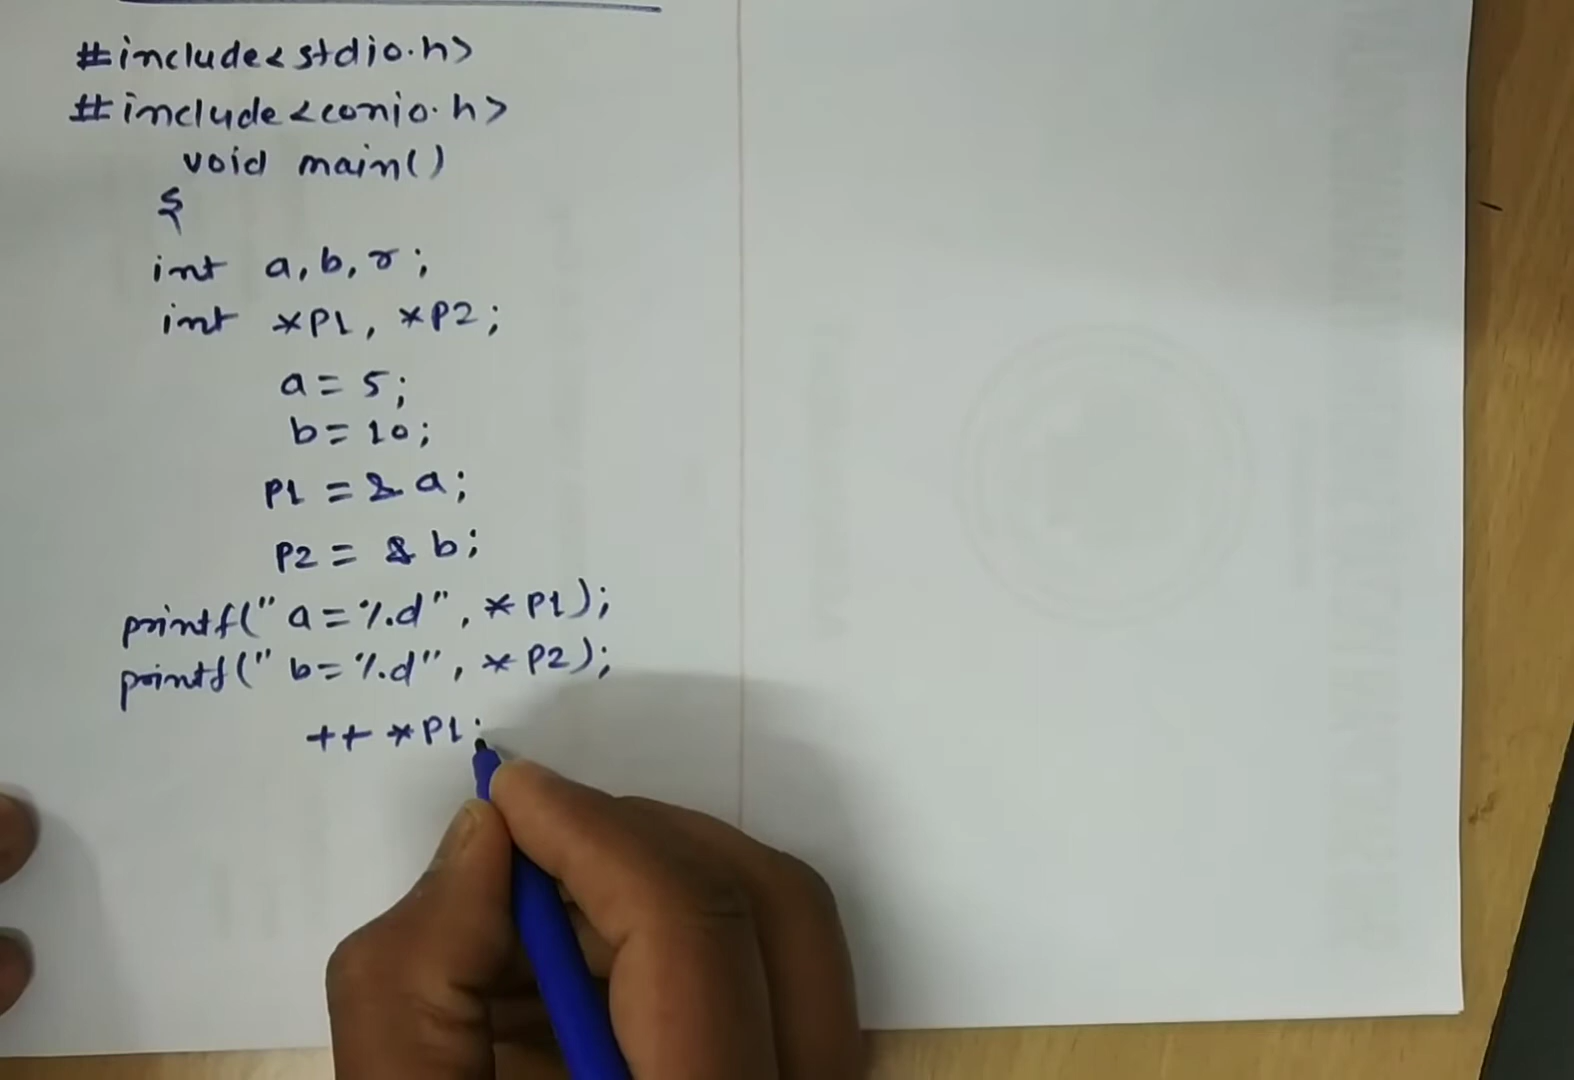 #include<stdio.h>
#include<conio.h>
void main()
{
int a, b, r;
int *P1, *P2;
a = 5;
b = 10;
P1 = & a;
P2 = & b;
printf(" a = %d", * P1);
printf(" b = %d", * P2);
++ *P1;